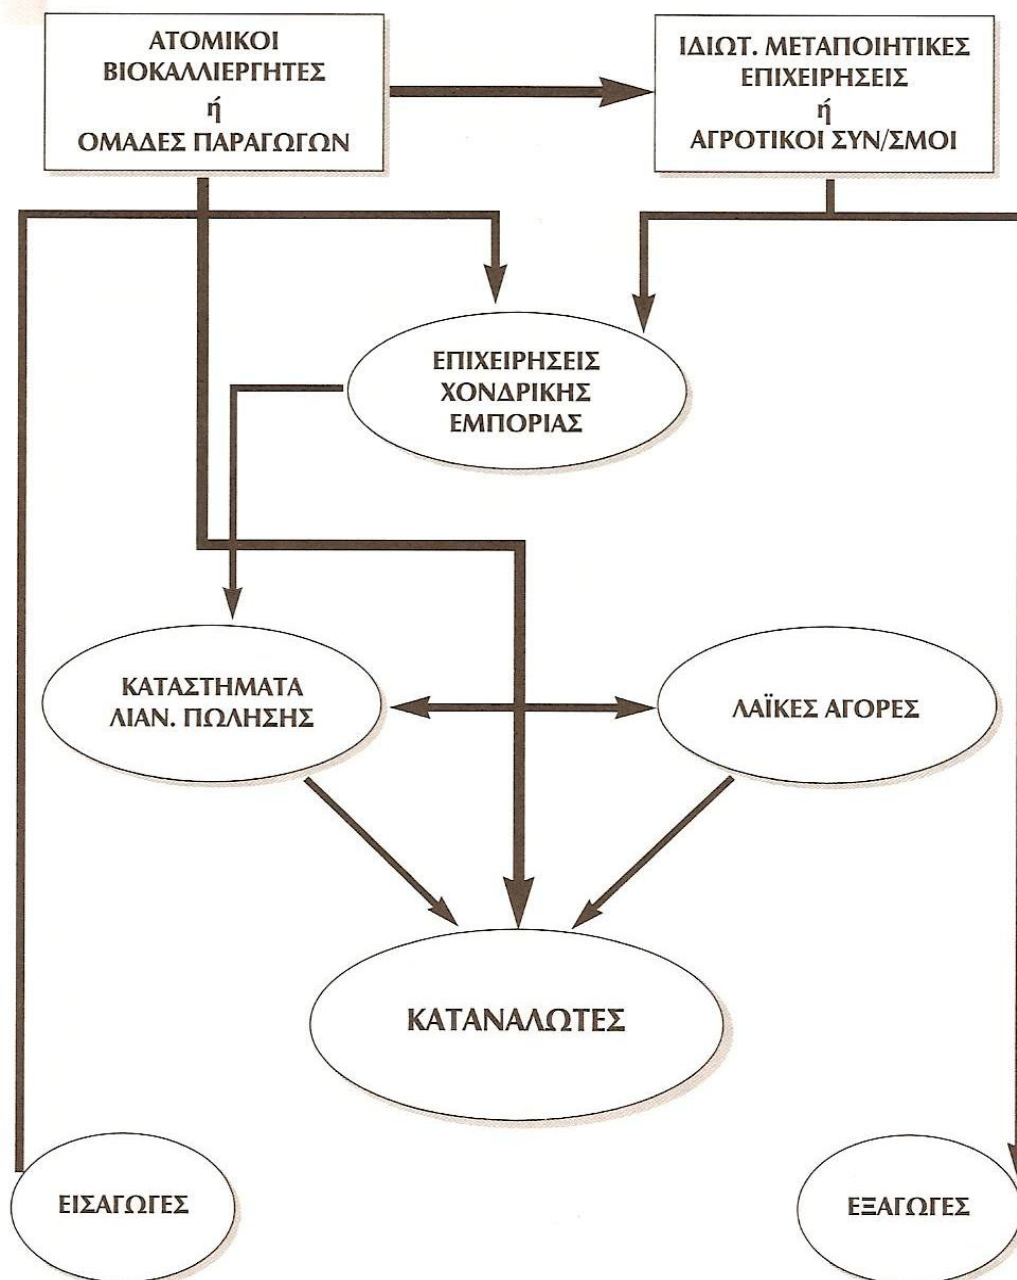 ΑΤΟΜΙΚΟΙ
ΒΙΟΚΑΛΛΙΕΡΓΗΤΕΣ
ή
ΟΜΑΔΕΣ ΠΑΡΑΓΩΓΩΝ
ΙΔΙΩΤ. ΜΕΤΑΠΟΙΗΤΙΚΕΣ
ΕΠΙΧΕΙΡΗΣΕΙΣ
ή
ΑΓΡΟΤΙΚΟΙ ΣΥΝ/ΣΜΟΙ
ΕΠΙΧΕΙΡΗΣΕΙΣ
ΧΟΝΔΡΙΚΗΣ
ΕΜΠΟΡΙΑΣ
ΚΑΤΑΣΤΗΜΑΤΑ
ΛΙΑΝ. ΠΩΛΗΣΗΣ
ΛΑΪΚΕΣ ΑΓΟΡΕΣ
ΚΑΤΑΝΑΛΩΤΕΣ
ΕΙΣΑΓΩΓΕΣ
ΕΞΑΓΩΓΕΣ